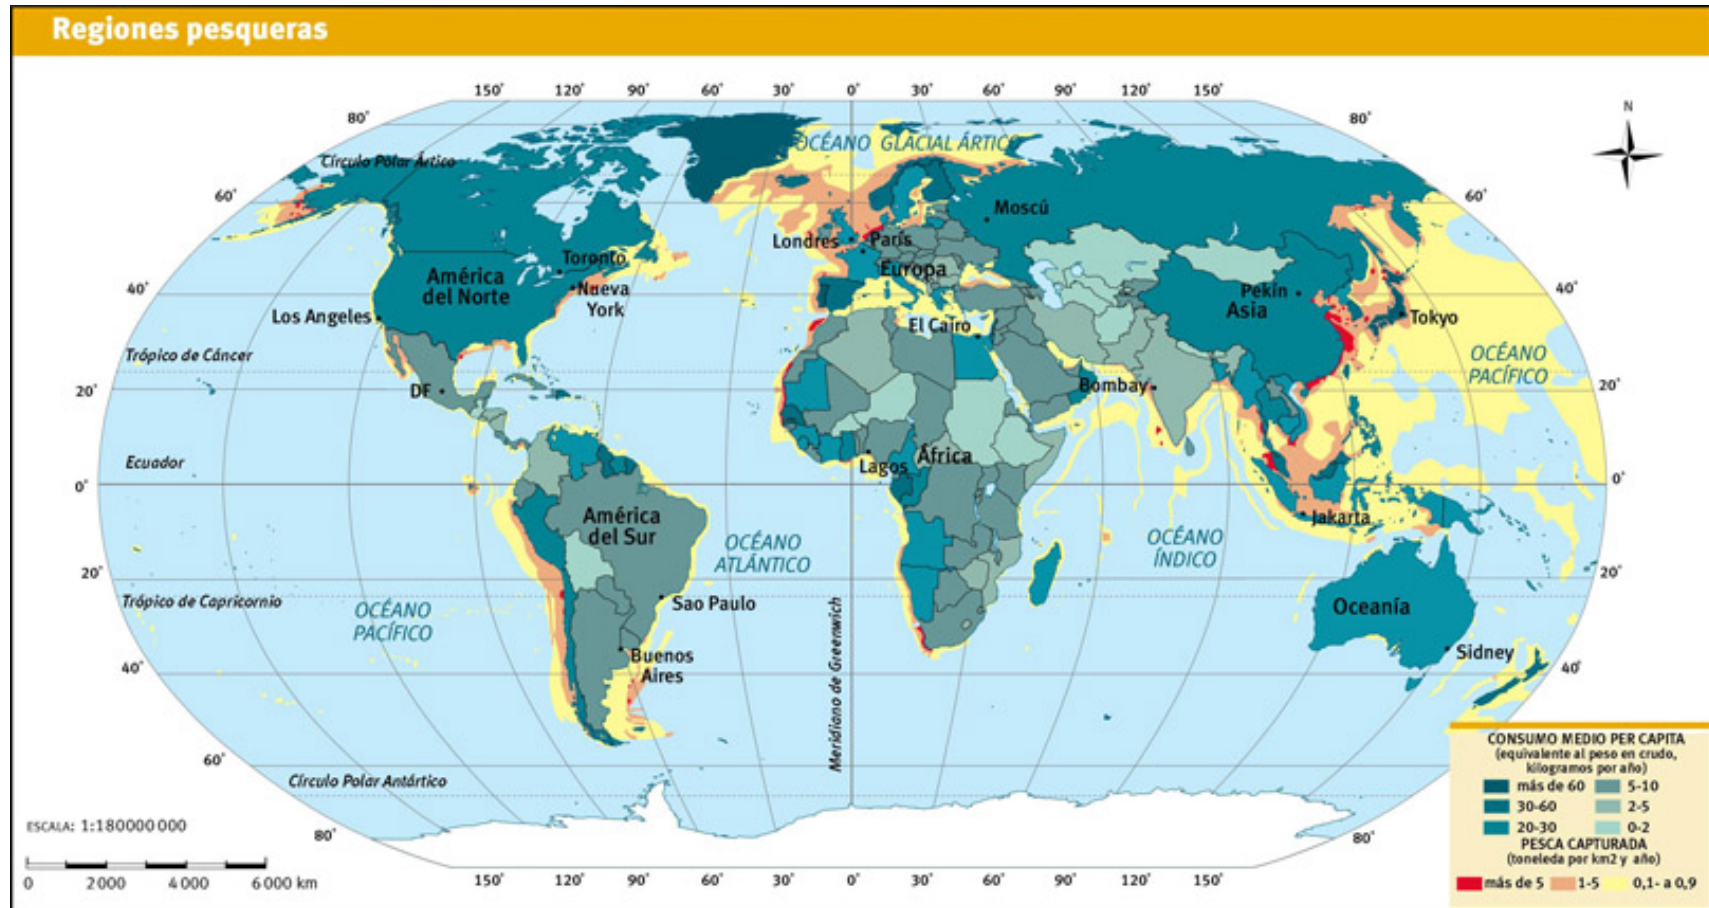 Regiones pesqueras
150° 120° 90° 60° 30° 0° 30° 60° 90° 120° 150°
80° 80°
N
OCÉANO GLACIAL ÁRTICO
Círculo Polar Ártico
60° 60°
Moscú
Londres París
Toronto
América
del Norte
Europa
Nueva
York
40° 40°
Pekín
Asia
Los Angeles
El Cairo
Tokyo
Trópico de Cáncer
OCÉANO
PACÍFICO
20° 20°
DF
Bombay
Ecuador
Lagos
África
0° 0°
América
del Sur
Jakarta
OCÉANO
ATLÁNTICO
OCÉANO
ÍNDICO
20° 20°
Trópico de Capricornio
OCÉANO
PACÍFICO
Sao Paulo
Oceanía
Buenos
Aires
Sidney
40° 40°
Meridiano de Greenwich
60°
Círculo Polar Antártico
ESCALA: 1:180000000
80° 80°
0 2000 4000 6000 km
150° 120° 90° 60° 30° 0° 30° 60° 90° 120° 150°
CONSUMO MEDIO PER CAPITA
(equivalente al peso en crudo,
kilogramos por año)
más de 60 5-10
30-60 2-5
20-30 0-2
PESCA CAPTURADA
(toneleda por km2 y año)
más de 5 1-5 0,1- a 0,9